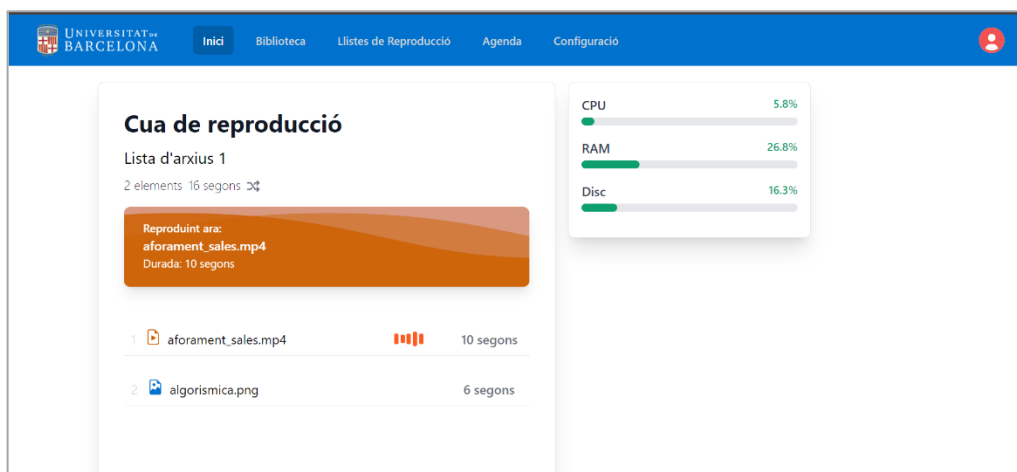 UNIVERSITAT DE
BARCELONA
Inici Biblioteca Llistes de Reproducció Agenda Configuració
Cua de reproducció
Lista d'arxius 1
2 elements 16 segons
Reproduint ara:
aforament_sales.mp4
Durada: 10 segons
1 aforament_sales.mp4 10 segons
2 algorismica.png 6 segons
CPU 5.8%
RAM 26.8%
Disc 16.3%